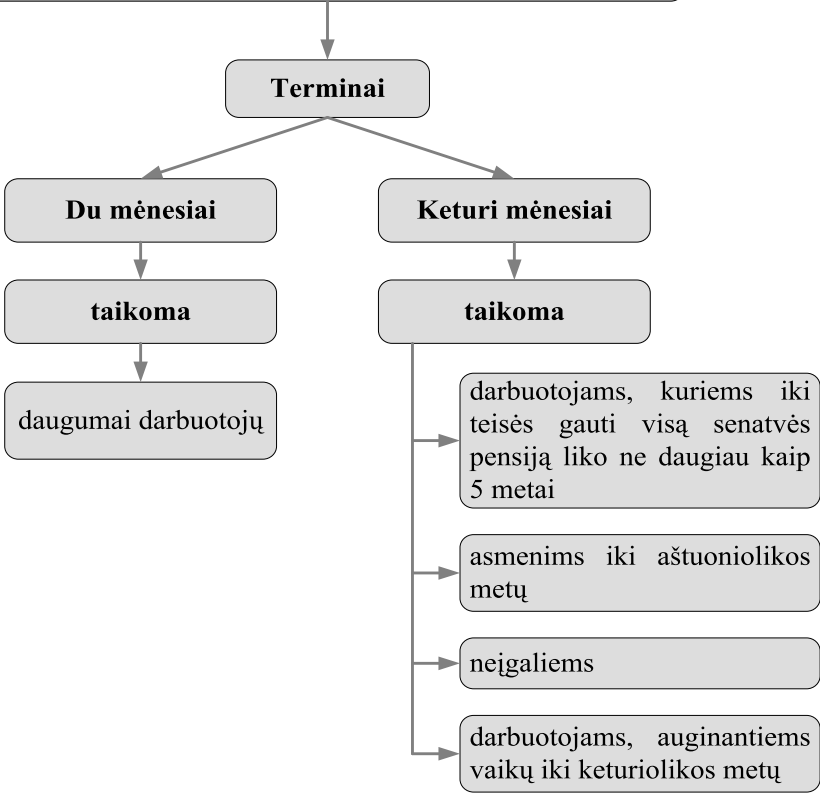 Terminai
Du mėnesiai
Keturi mėnesiai
taikoma
taikoma
daugumai darbuotojų
darbuotojams, kuriems iki
teisės gauti visą senatvės
pensiją liko ne daugiau kaip
5 metai
asmenims iki aštuoniolikos
metų
neįgaliems
darbuotojams, auginantiems
vaikų iki keturiolikos metų